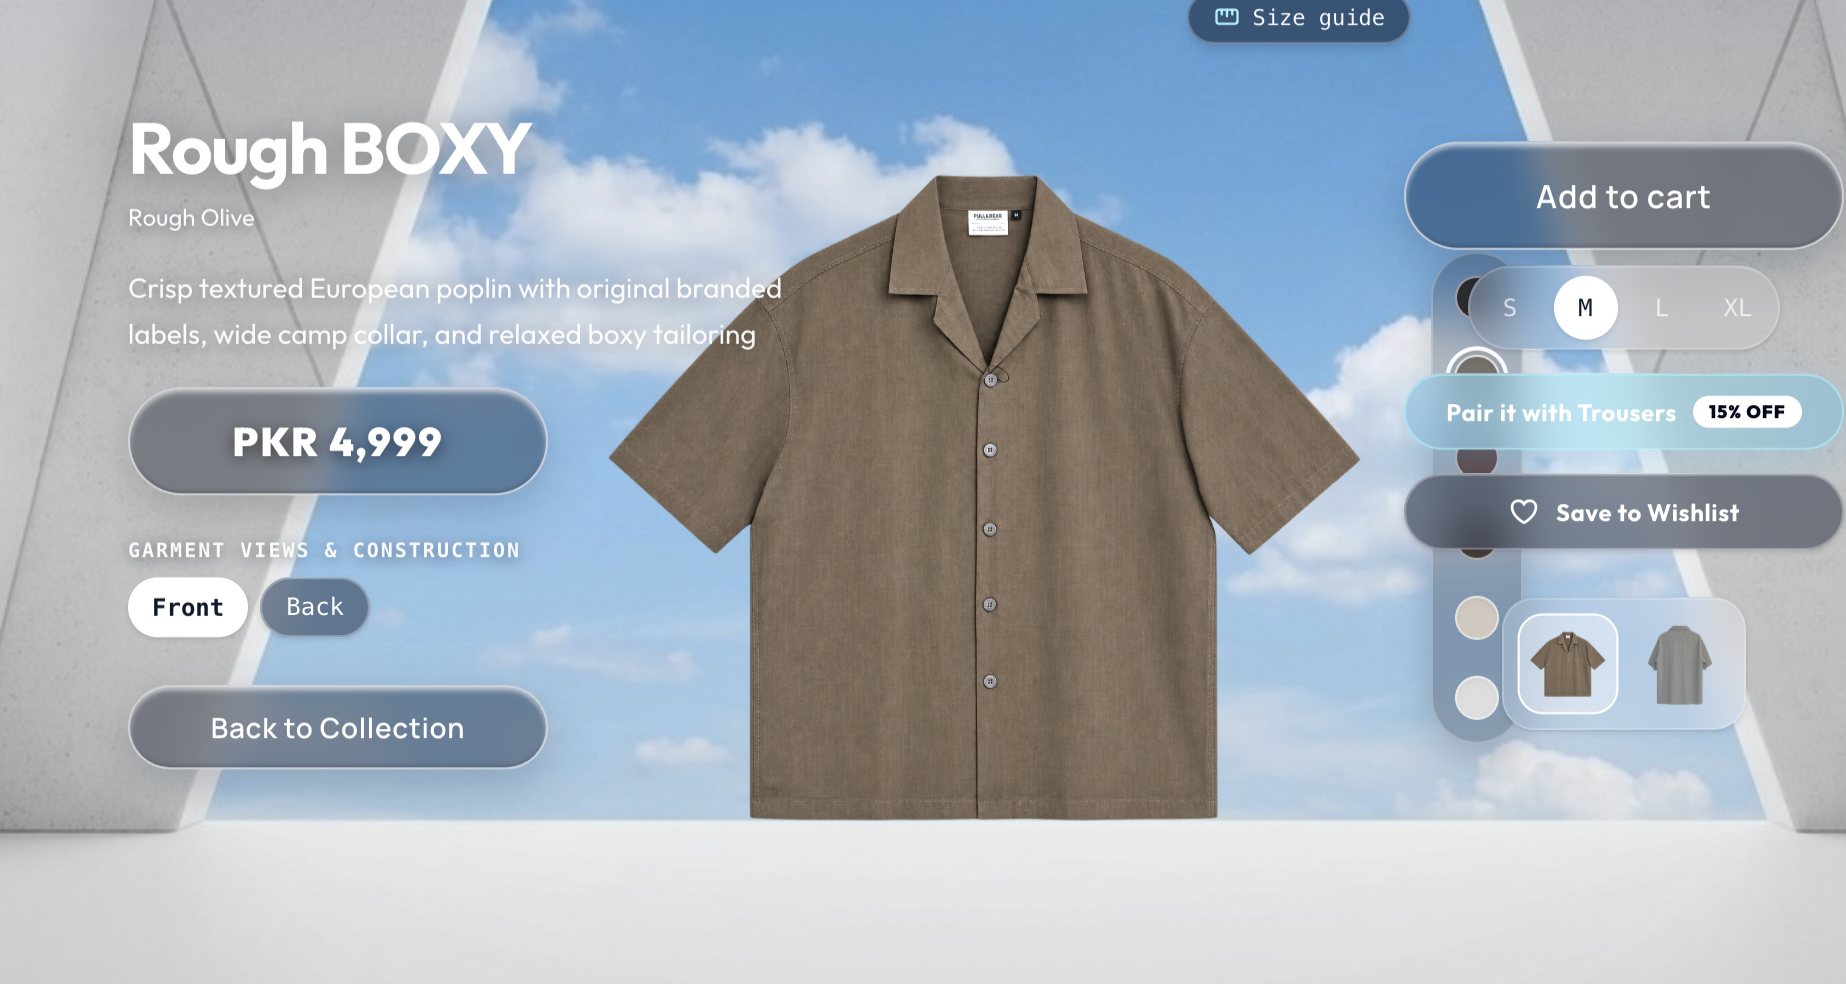 Size guide
Rough BOXY
Rough Olive
Crisp textured European poplin with original branded
labels, wide camp collar, and relaxed boxy tailoring
PKR 4,999
GARMENT VIEWS & CONSTRUCTION
Front
Back
Back to Collection
PULL&BEAR
M
Add to cart
S M L XL
Pair it with Trousers 15% OFF
Save to Wishlist